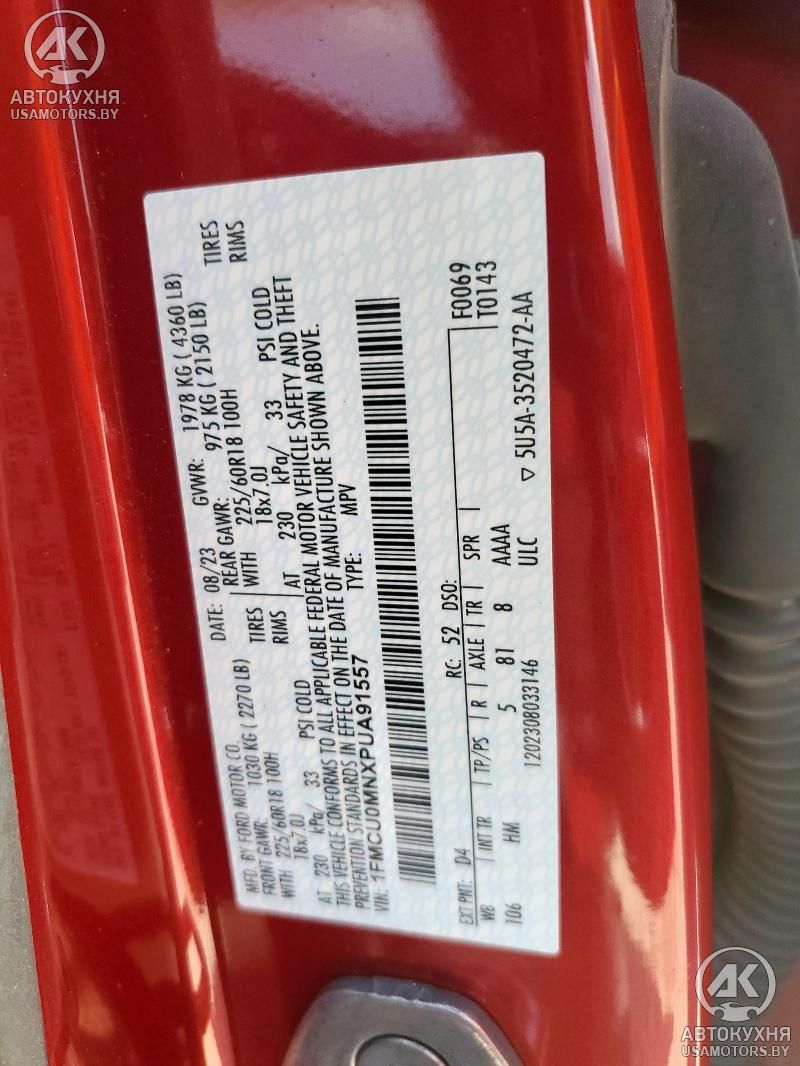 АВТОКУХНЯ
USAMOTORS.BY
MFD. BY FORD MOTOR CO. DATE: 08/23 GVWR: 1978 KG ( 4360 LB)
FRONT GAWR: 1030 KG ( 2270 LB) REAR GAWR: 975 KG ( 2150 LB)
WITH 225/60R18 100H TIRES WITH 225/60R18 100H TIRES
18x7.0J RIMS 18x7.0J RIMS
AT 230 kPa/ 33 PSI COLD AT 230 kPa/ 33 PSI COLD
THIS VEHICLE CONFORMS TO ALL APPLICABLE FEDERAL MOTOR VEHICLE SAFETY AND THEFT
PREVENTION STANDARDS IN EFFECT ON THE DATE OF MANUFACTURE SHOWN ABOVE.
VIN: 1FMCU0MNXPUA91557 TYPE: MPV
F0069
EXT PNT: D4 RC: 52 DSO: T0143
WB INT TR TP/PS R AXLE TR SPR
106 HM 5 81 8 AAAA
1202308033146 ULC ▽ 5U5A-3520472-AA
АВТОКУХНЯ
USAMOTORS.BY